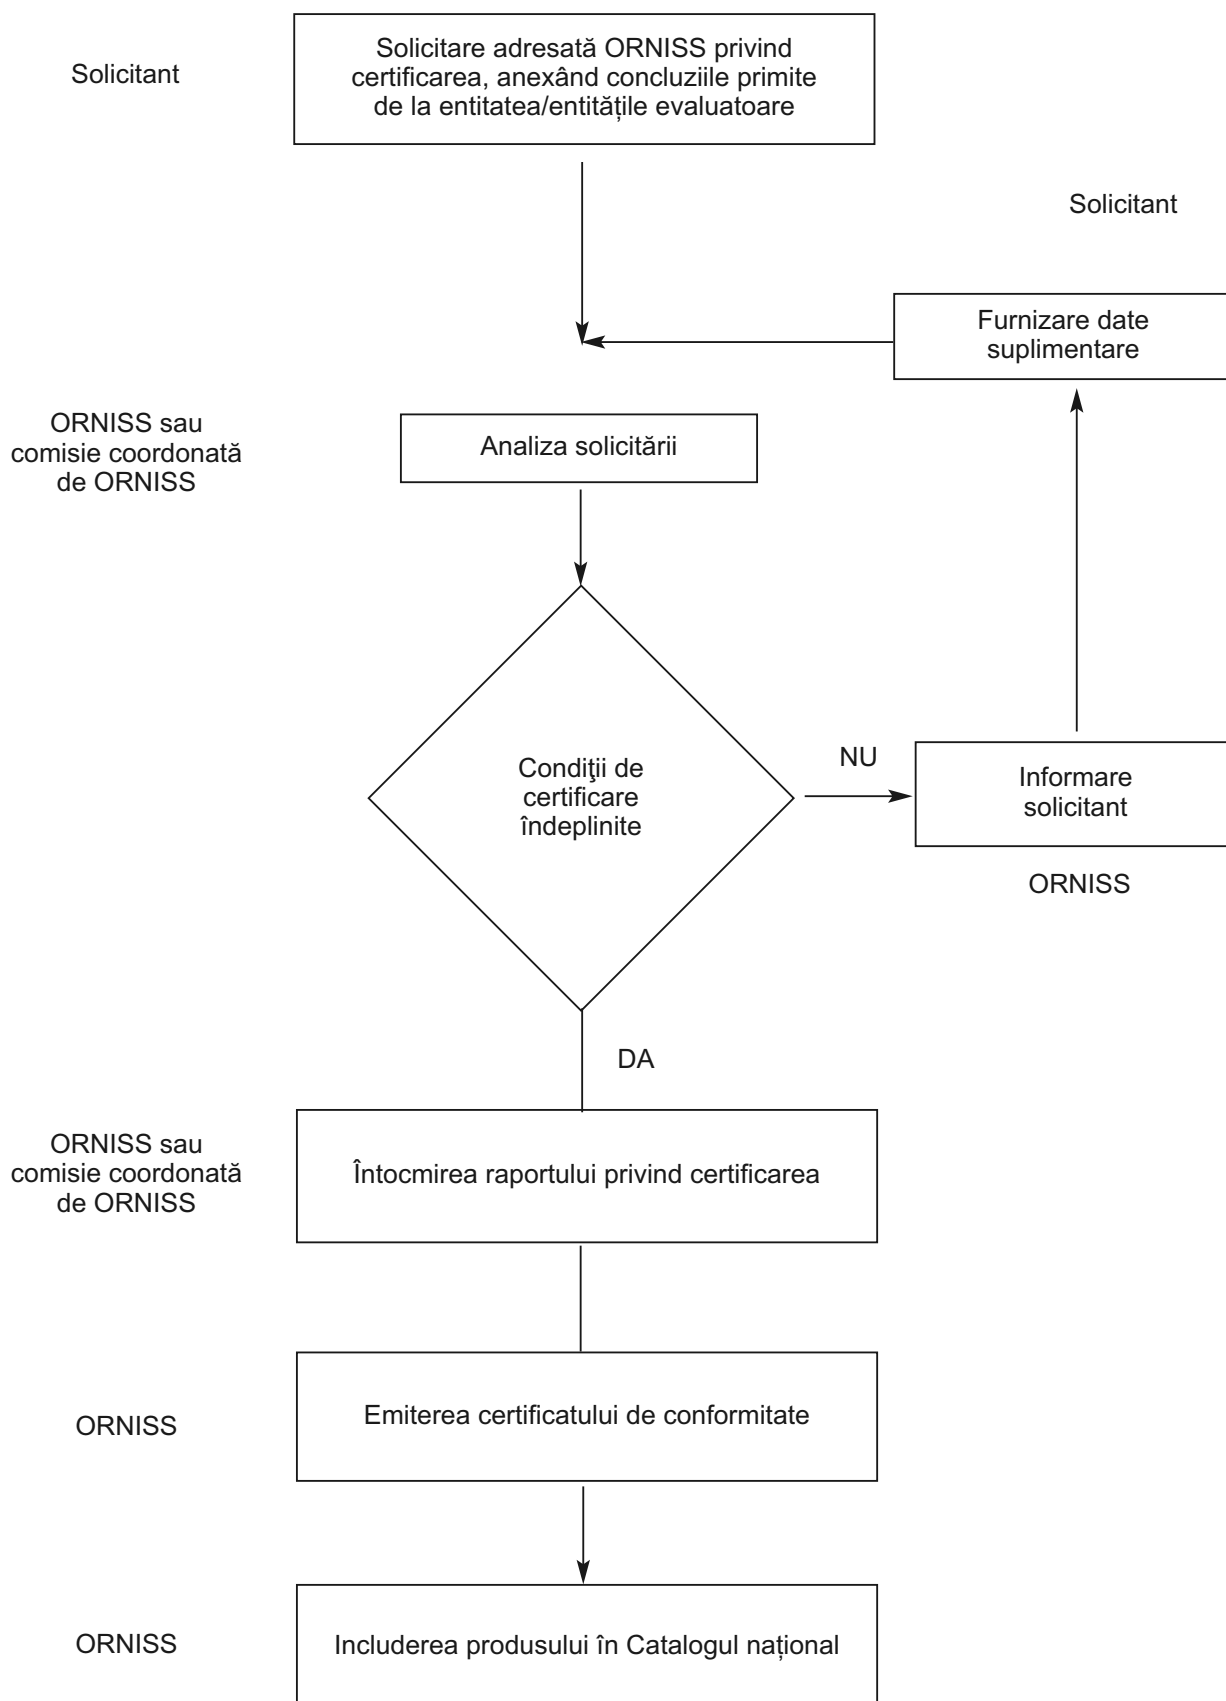 Solicitant
Solicitare adresată ORNISS privind
certificarea, anexând concluziile primite
de la entitatea/entitățile evaluatoare
Solicitant
Furnizare date
suplimentare
ORNISS sau
comisie coordonată
de ORNISS
Analiza solicitării
Condiţii de
certificare
îndeplinite
NU
Informare
solicitant
ORNISS
DA
ORNISS sau
comisie coordonată
de ORNISS
Întocmirea raportului privind certificarea
ORNISS
Emiterea certificatului de conformitate
ORNISS
Includerea produsului în Catalogul național